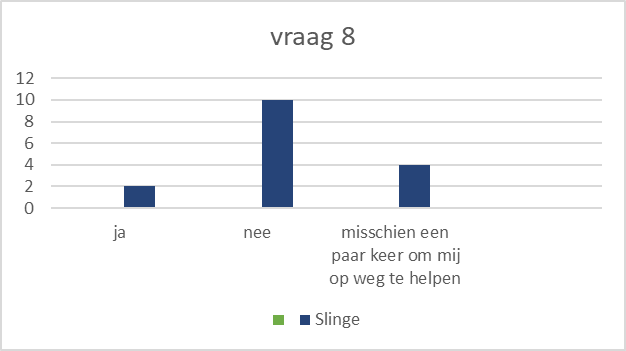 vraag 8
12
10
8
6
4
2
0
ja
nee
misschien een
paar keer om mij
op weg te helpen
Slinge